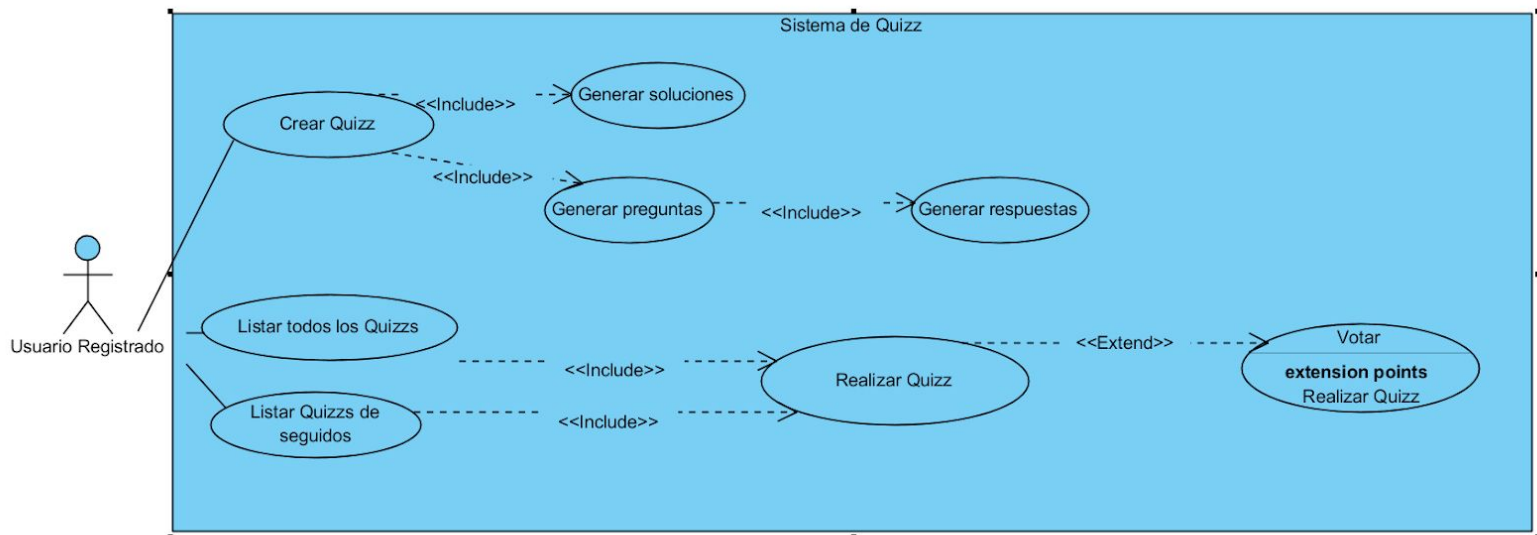 Sistema de Quizz
Generar soluciones
<<Include>>
Crear Quizz
<<Include>>
Generar preguntas
<<Include>>
Generar respuestas
Usuario Registrado
Listar todos los Quizzs
<<Include>>
Listar Quizzs de
seguidos
<<Include>>
Realizar Quizz
<<Extend>>
Votar
extension points
Realizar Quizz